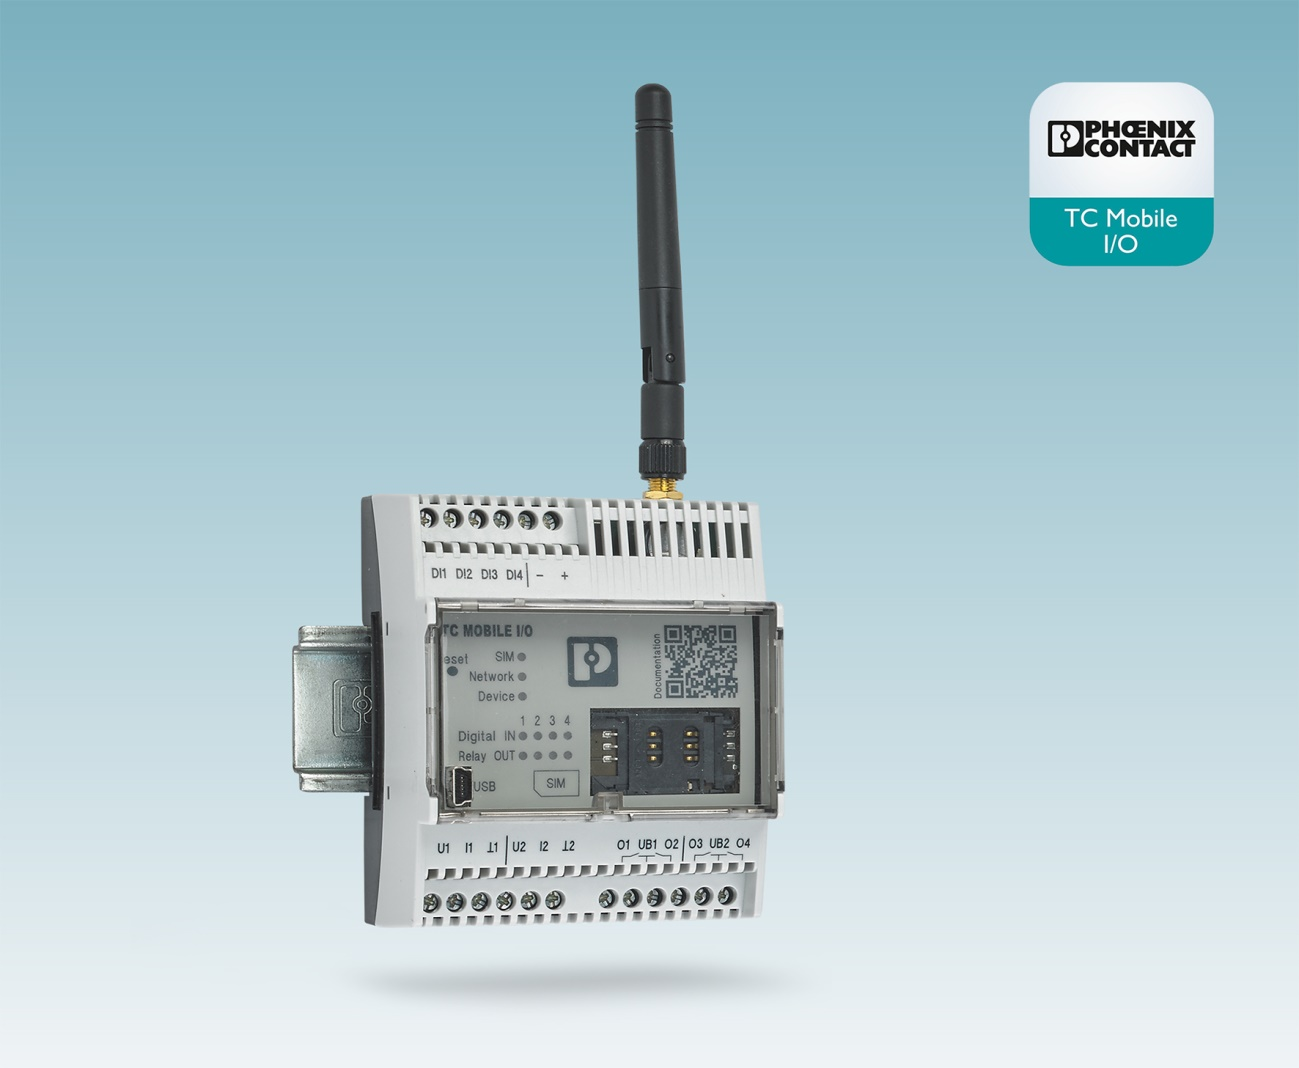 PHŒNIX
CONTACT
TC Mobile
I/O
DI1 DI2 DI3 DI4 − +
TC MOBILE I/O
eset
SIM
Network
Device
Documentation
1 2 3 4
Digital IN
Relay OUT
USB
SIM
U1 I1 ⊥1 U2 I2 ⊥2
O1 UB1 O2 O3 UB2 O4